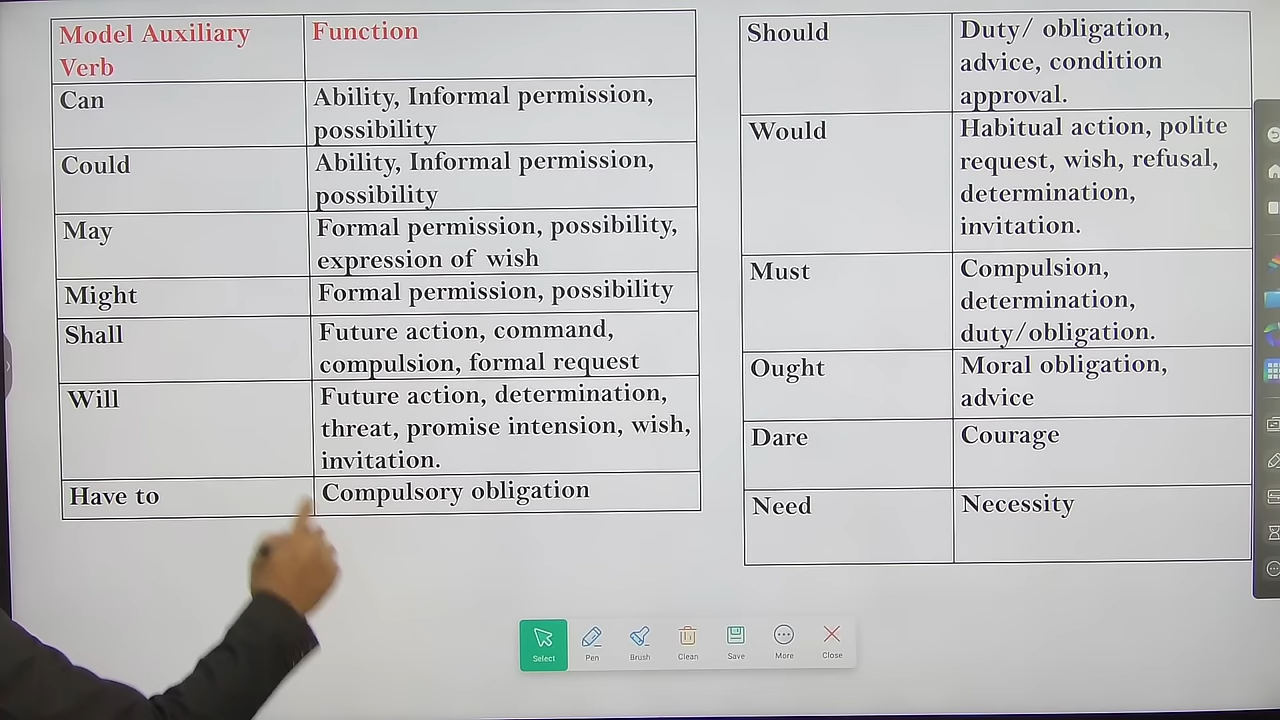 Model Auxiliary
Verb
Function
Can
Ability, Informal permission,
possibility
Could
Ability, Informal permission,
possibility
May
Formal permission, possibility,
expression of wish
Might
Formal permission, possibility
Shall
Future action, command,
compulsion, formal request
Will
Future action, determination,
threat, promise intension, wish,
invitation.
Have to
Compulsory obligation
Should
Duty/ obligation,
advice, condition
approval.
Would
Habitual action, polite
request, wish, refusal,
determination,
invitation.
Must
Compulsion,
determination,
duty/obligation.
Ought
Moral obligation,
advice
Dare
Courage
Need
Necessity
Select
Pen
Brush
Clean
Save
More
Close